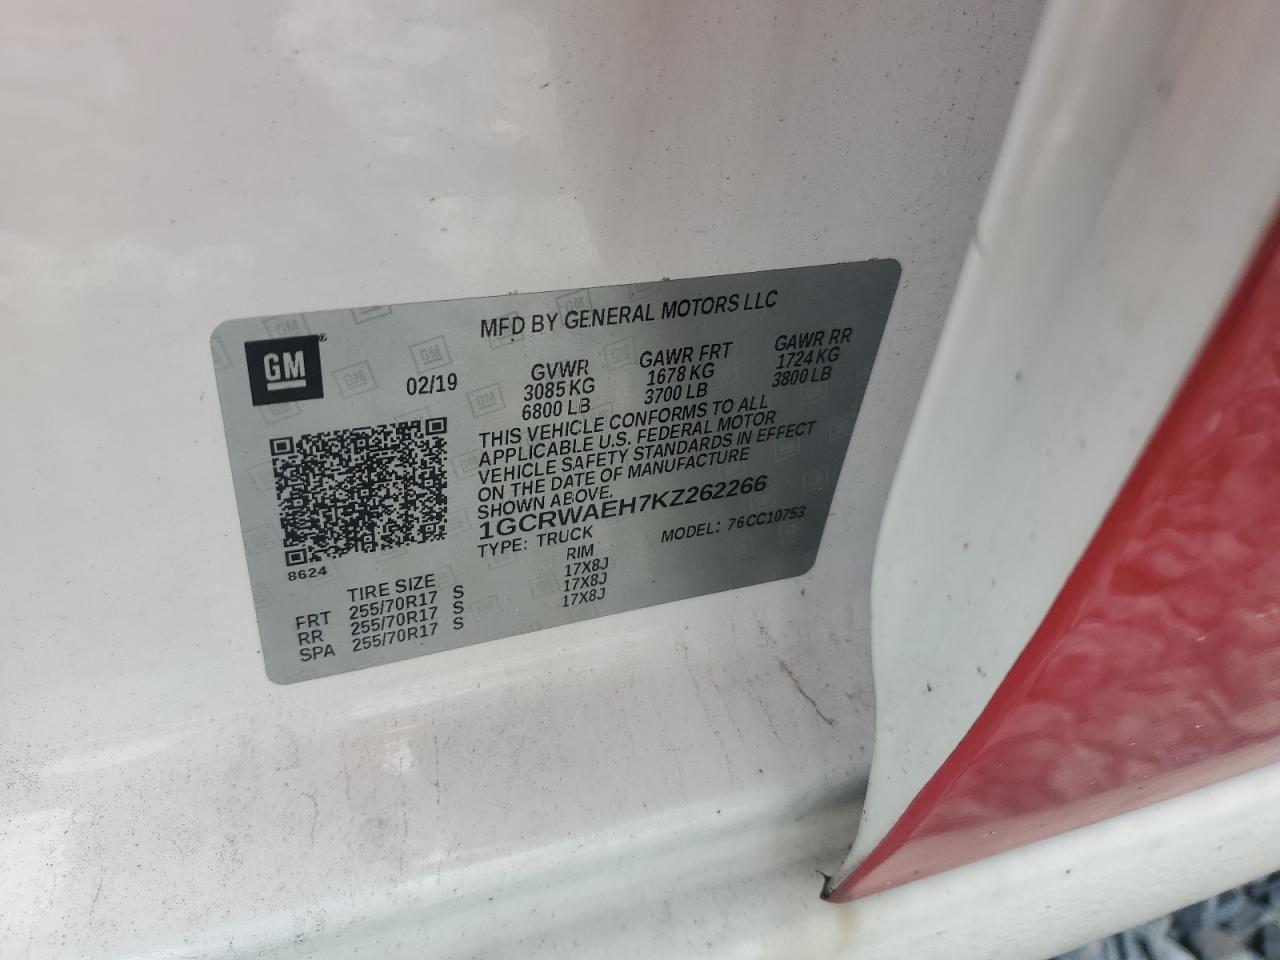 MFD BY GENERAL MOTORS LLC
GM
02/19
GVWR GAWR FRT GAWR RR
3085 KG 1678 KG 1724 KG
6800 LB 3700 LB 3800 LB
THIS VEHICLE CONFORMS TO ALL
APPLICABLE U.S. FEDERAL MOTOR
VEHICLE SAFETY STANDARDS IN EFFECT
ON THE DATE OF MANUFACTURE
SHOWN ABOVE.
1GCRWAEH7KZ262266
TYPE: TRUCK MODEL: 76CC10753
8624
TIRE SIZE RIM
FRT 255/70R17 S 17X8J
RR 255/70R17 S 17X8J
SPA 255/70R17 S 17X8J